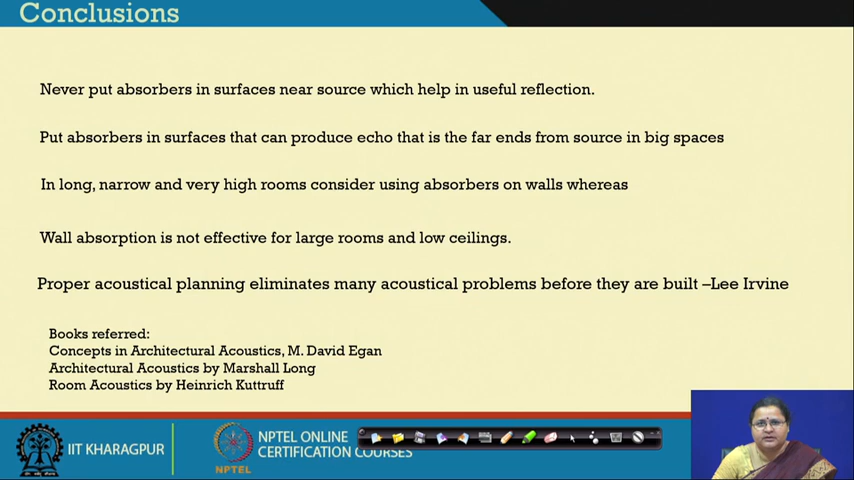 Conclusions
Never put absorbers in surfaces near source which help in useful reflection.
Put absorbers in surfaces that can produce echo that is the far ends from source in big spaces
In long, narrow and very high rooms consider using absorbers on walls whereas
Wall absorption is not effective for large rooms and low ceilings.
Proper acoustical planning eliminates many acoustical problems before they are built –Lee Irvine
Books referred:
Concepts in Architectural Acoustics, M. David Egan
Architectural Acoustics by Marshall Long
Room Acoustics by Heinrich Kuttruff
IIT KHARAGPUR
NPTEL
NPTEL ONLINE
CERTIFICATION COURSES